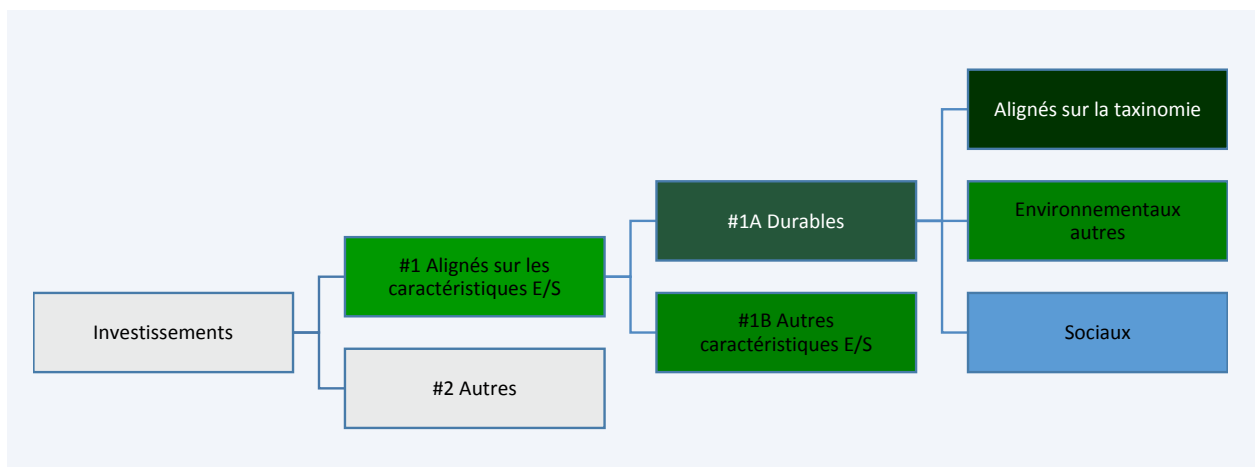 Alignés sur la taxinomie
#1A Durables
Environnementaux
autres
#1 Alignés sur les
caractéristiques E/S
Investissements
#1B Autres
caractéristiques E/S
Sociaux
#2 Autres